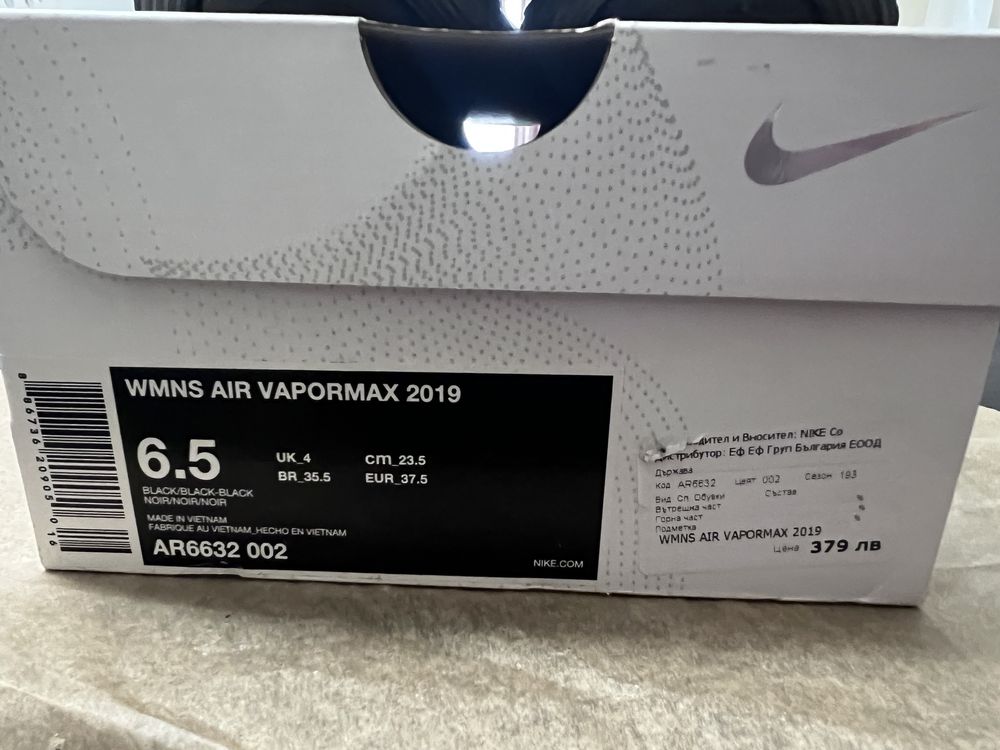 WMNS AIR VAPORMAX 2019
6.5
UK_4
cm_23.5
BR_35.5
EUR_37.5
BLACK/BLACK-BLACK
NOIR/NOIR/NOIR
MADE IN VIETNAM
FABRIQUE AU VIETNAM_HECHO EN VIETNAM
AR6632 002
NIKE.COM
и Вносител: NIKE Co
Дистрибутор: Еф Еф Груп България ЕООД
Държава
Код AR6632 Цвят 002 Сезон 193
Вид Сп. Обувки Състав
Вътрешна част %
Горна част %
Подметка
WMNS AIR VAPORMAX 2019
Цена 379 лв